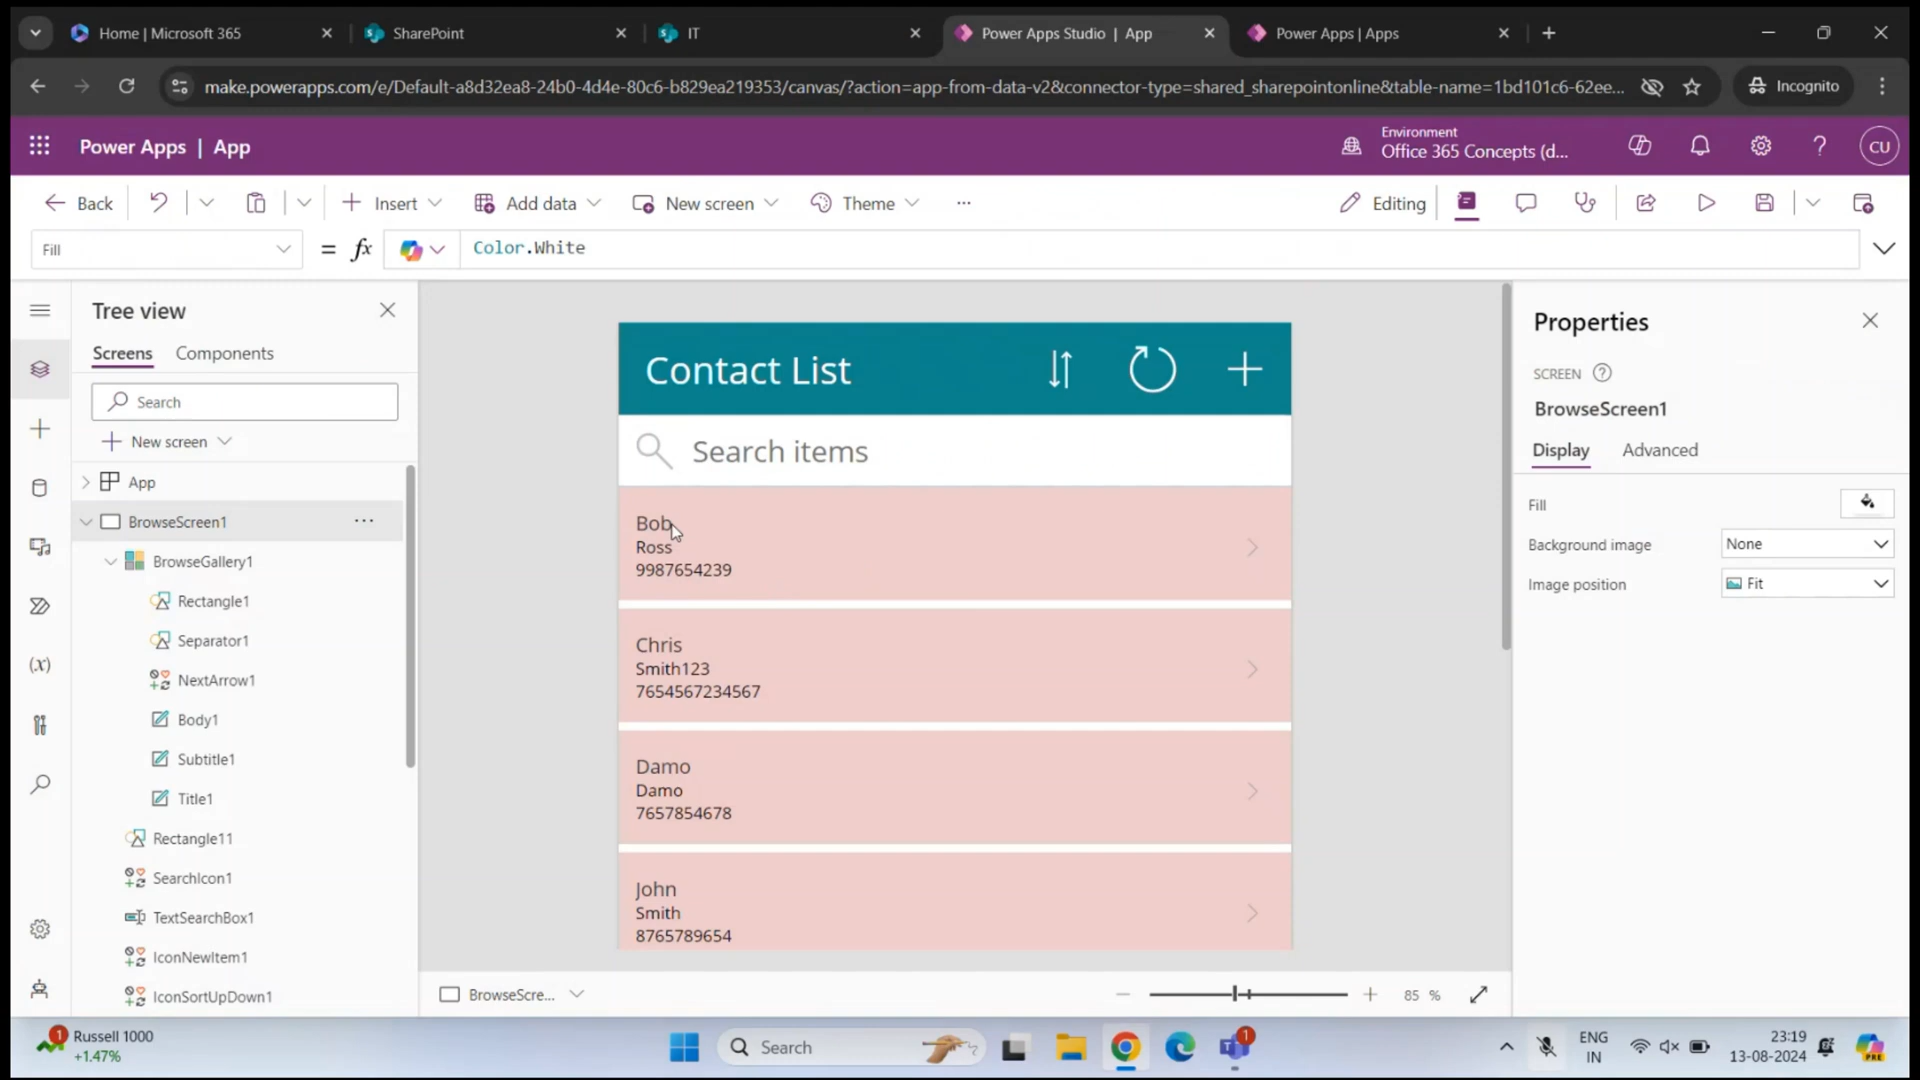 Home | Microsoft 365
SharePoint
IT
Power Apps Studio | App
Power Apps | Apps
make.powerapps.com/e/Default-a8d32ea8-24b0-4d4e-80c6-b829ea219353/canvas/?action=app-from-data-v2&connector-type=shared_sharepointonline&table-name=1bd101c6-62ee...
Incognito
Power Apps | App
Environment
Office 365 Concepts (d...
CU
Back
Insert
Add data
New screen
Theme
...
Editing
Fill
= fx
Color.White
Tree view
Screens
Components
Search
New screen
App
BrowseScreen1
...
BrowseGallery1
Rectangle1
Separator1
NextArrow1
Body1
Subtitle1
Title1
Rectangle11
SearchIcon1
TextSearchBox1
IconNewItem1
IconSortUpDown1
(x)
Contact List
Search items
Bob
Ross
9987654239
Chris
Smith123
7654567234567
Damo
Damo
7657854678
John
Smith
8765789654
BrowseScre...
85 %
Properties
SCREEN
BrowseScreen1
Display
Advanced
Fill
Background image
None
Image position
Fit
1
Russell 1000
+1.47%
Search
1
ENG
IN
23:19
13-08-2024
PRE